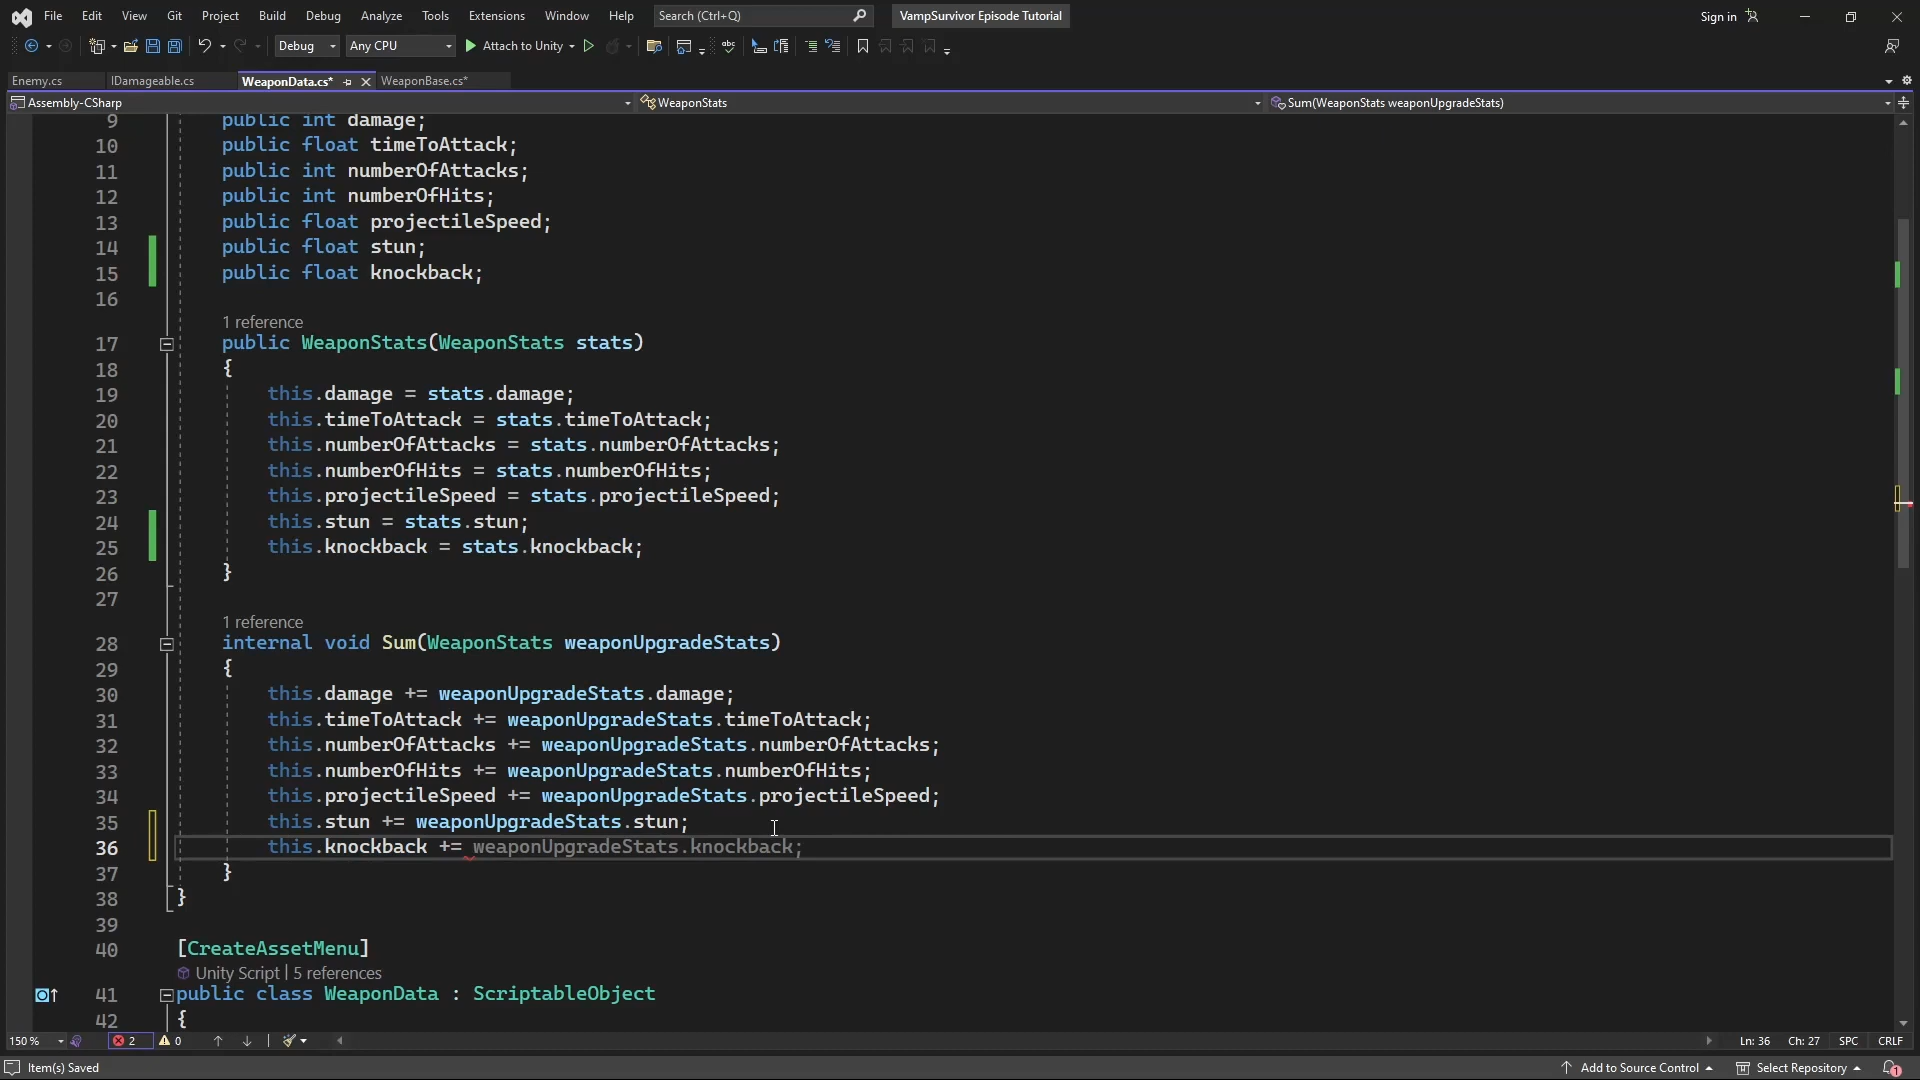 File Edit View Git Project Build Debug Analyze Tools Extensions Window Help Search (Ctrl+Q) VampSurvivor Episode Tutorial Sign in
Debug Any CPU Attach to Unity
Enemy.cs IDamageable.cs WeaponData.cs* WeaponBase.cs*
Assembly-CSharp WeaponStats Sum(WeaponStats weaponUpgradeStats)
9 public int damage;
10 public float timeToAttack;
11 public int numberOfAttacks;
12 public int numberOfHits;
13 public float projectileSpeed;
14 public float stun;
15 public float knockback;
16
1 reference
17 public WeaponStats(WeaponStats stats)
18 {
19 this.damage = stats.damage;
20 this.timeToAttack = stats.timeToAttack;
21 this.numberOfAttacks = stats.numberOfAttacks;
22 this.numberOfHits = stats.numberOfHits;
23 this.projectileSpeed = stats.projectileSpeed;
24 this.stun = stats.stun;
25 this.knockback = stats.knockback;
26 }
27
1 reference
28 internal void Sum(WeaponStats weaponUpgradeStats)
29 {
30 this.damage += weaponUpgradeStats.damage;
31 this.timeToAttack += weaponUpgradeStats.timeToAttack;
32 this.numberOfAttacks += weaponUpgradeStats.numberOfAttacks;
33 this.numberOfHits += weaponUpgradeStats.numberOfHits;
34 this.projectileSpeed += weaponUpgradeStats.projectileSpeed;
35 this.stun += weaponUpgradeStats.stun;
36 this.knockback += weaponUpgradeStats.knockback;
37 }
38 }
39
40 [CreateAssetMenu]
Unity Script | 5 references
41 public class WeaponData : ScriptableObject
42 {
150 % 2 0 Ln: 36 Ch: 27 SPC CRLF
Item(s) Saved Add to Source Control Select Repository 1